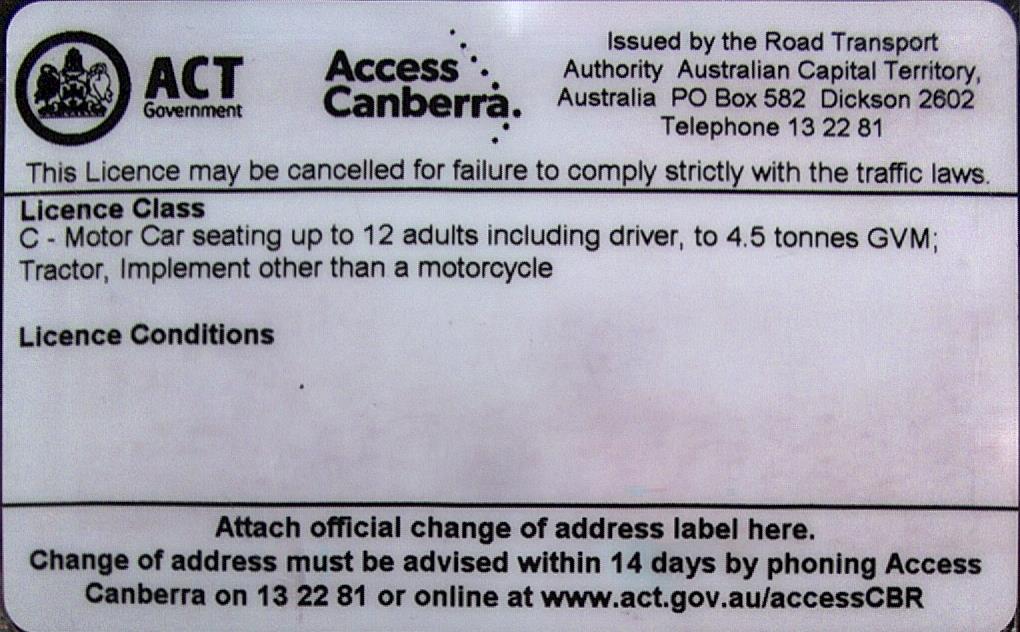 ACT
Government
Access
Canberra.
Issued by the Road Transport
Authority Australian Capital Territory,
Australia PO Box 582 Dickson 2602
Telephone 13 22 81
This Licence may be cancelled for failure to comply strictly with the traffic laws.
Licence Class
C - Motor Car seating up to 12 adults including driver, to 4.5 tonnes GVM;
Tractor, Implement other than a motorcycle
Licence Conditions
Attach official change of address label here.
Change of address must be advised within 14 days by phoning Access
Canberra on 13 22 81 or online at www.act.gov.au/accessCBR